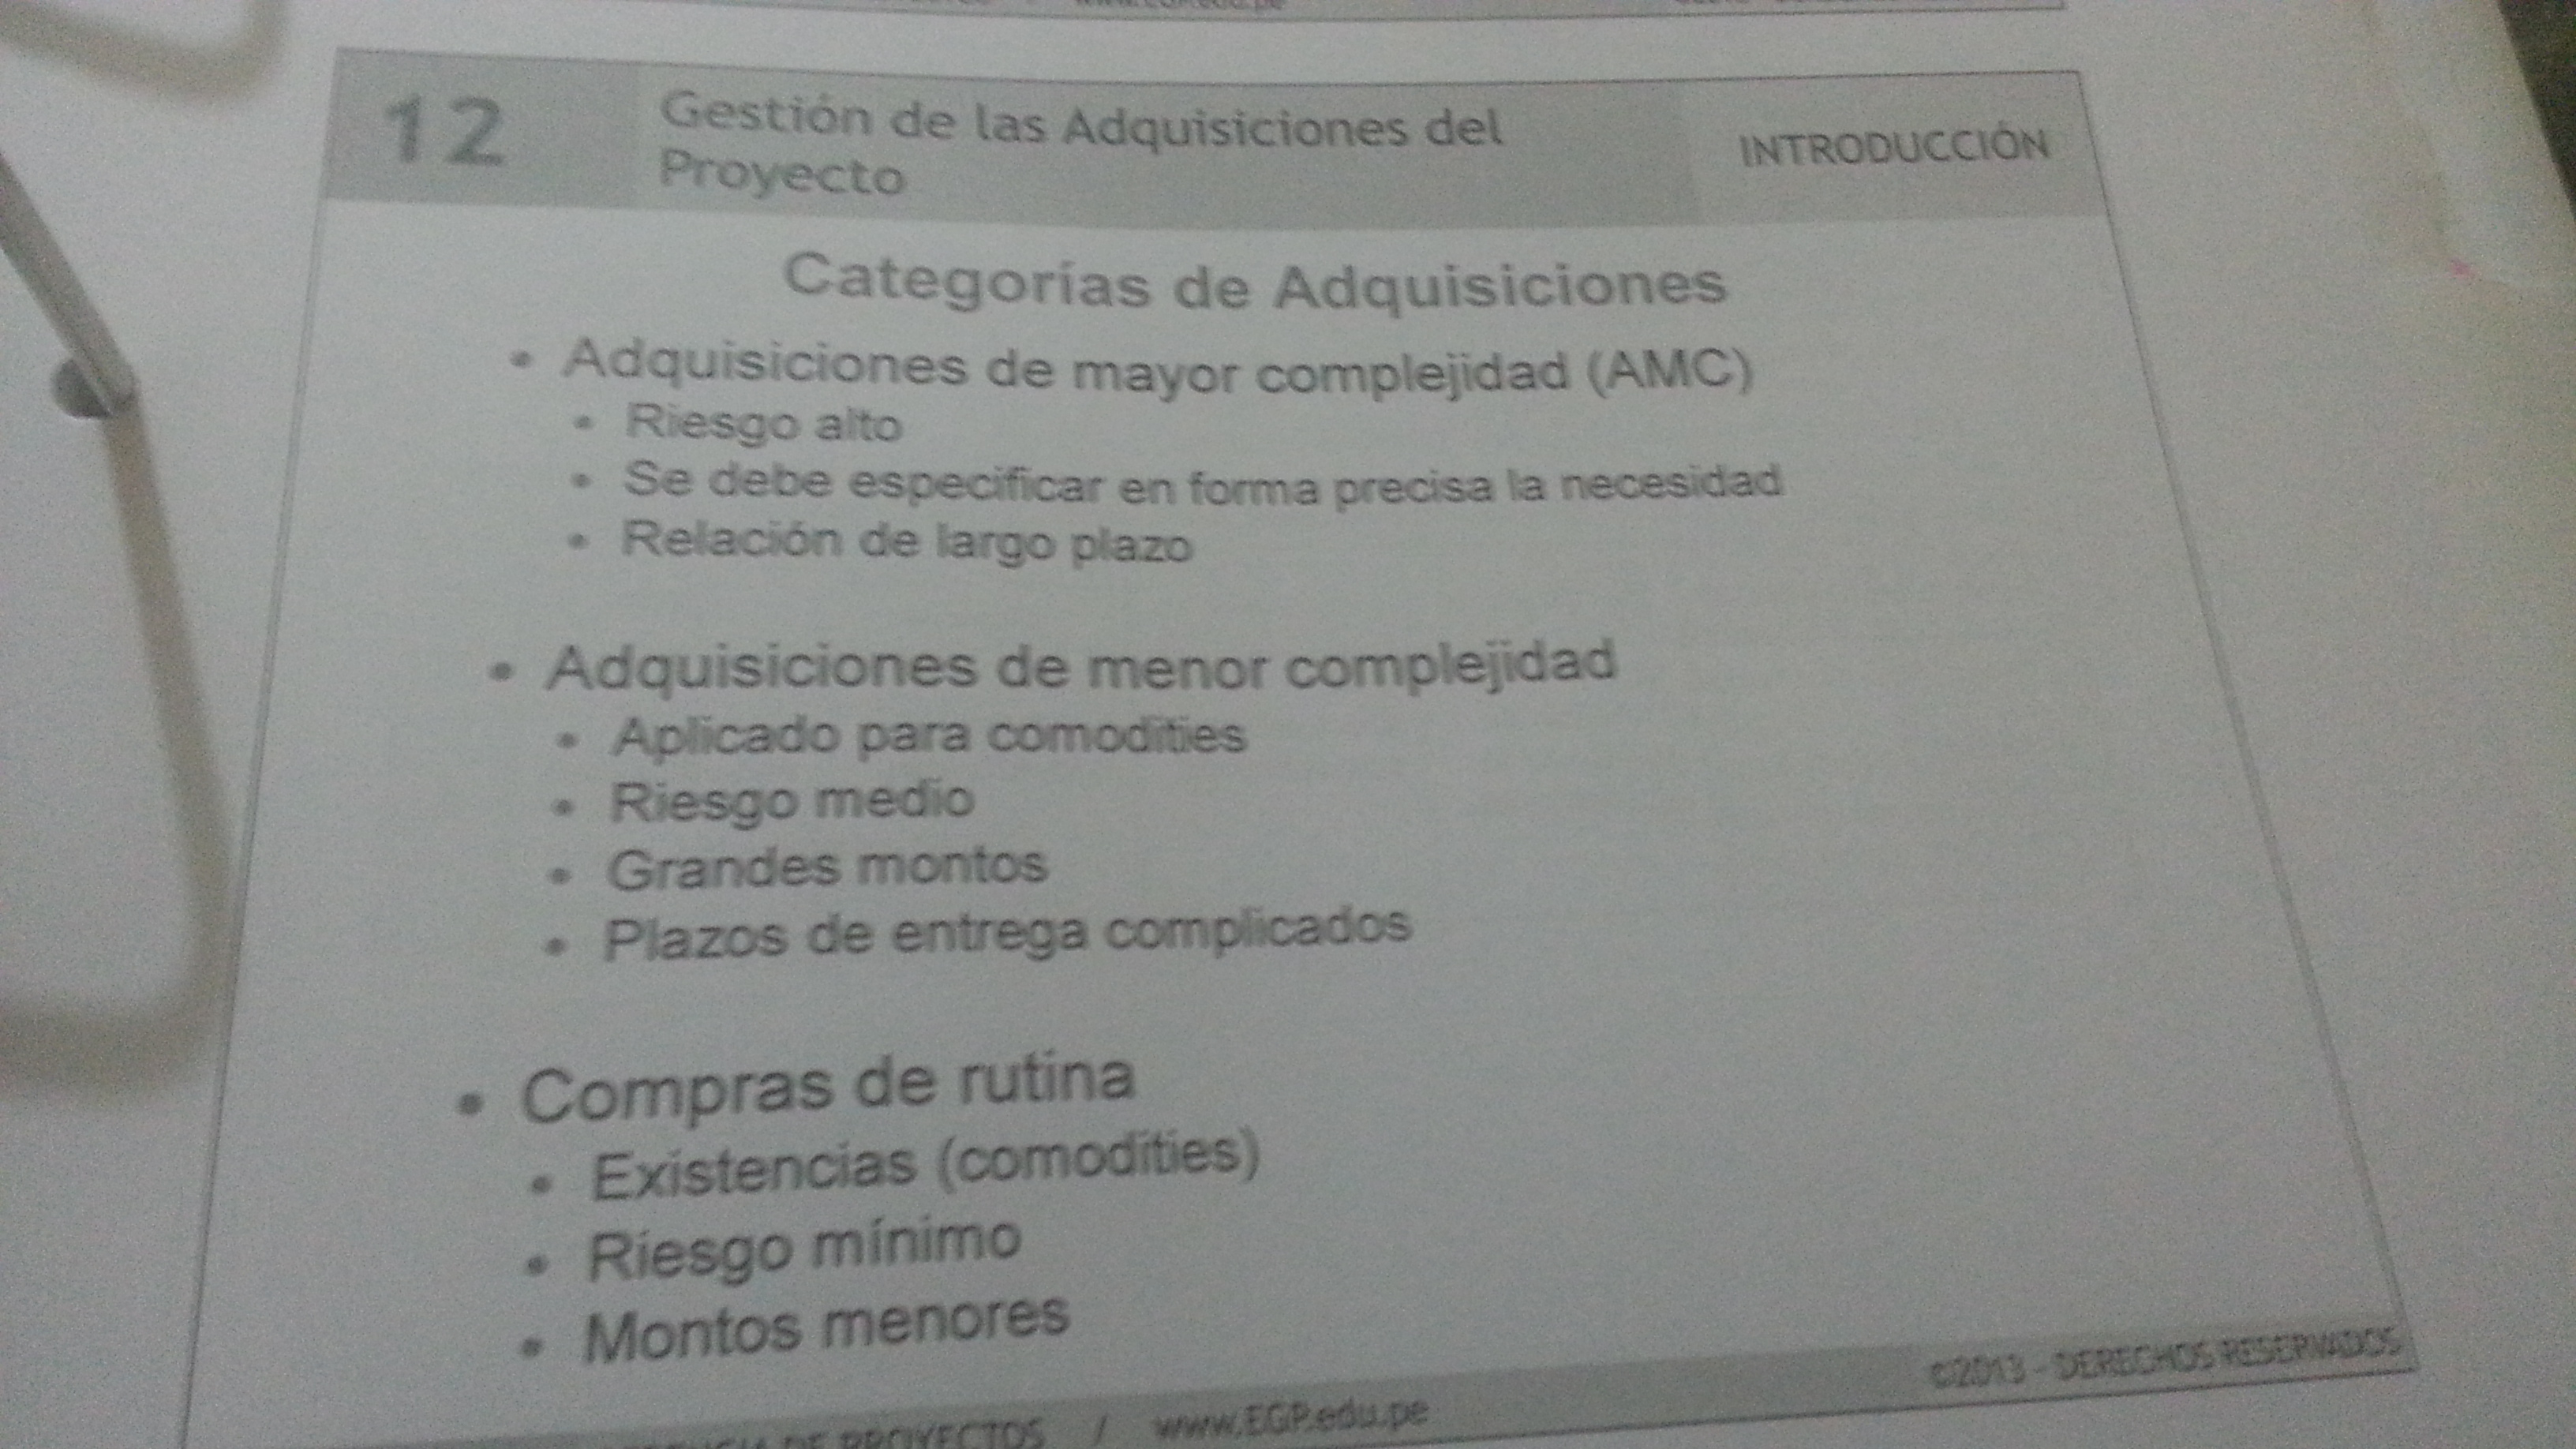 12
Gestión de las Adquisiciones del
Proyecto
INTRODUCCIÓN
Categorías de Adquisiciones
• Adquisiciones de mayor complejidad (AMC)
• Riesgo alto
• Se debe especificar en forma precisa la necesidad
• Relación de largo plazo
• Adquisiciones de menor complejidad
• Aplicado para comodities
• Riesgo medio
• Grandes montos
• Plazos de entrega complicados
• Compras de rutina
• Existencias (comodities)
• Riesgo mínimo
• Montos menores
DE PROYECTOS / www.EGP.edu.pe
©2013 - DERECHOS RESERVADOS